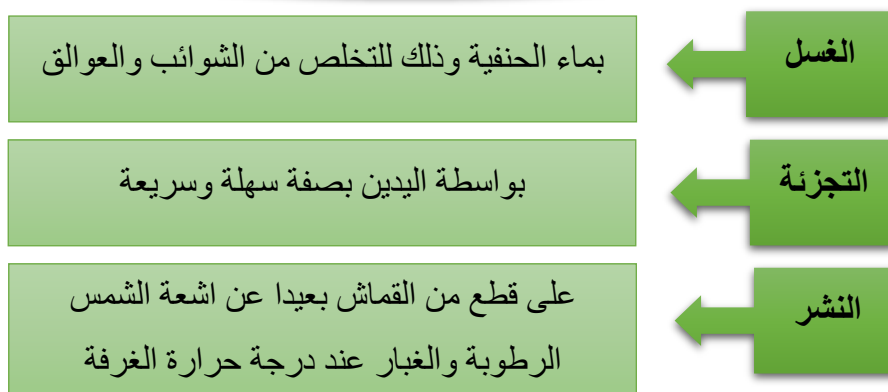 الغسل
بماء الحنفية وذلك للتخلص من الشوائب والعوالق
التجزئة
بواسطة اليدين بصفة سهلة وسريعة
النشر
على قطع من القماش بعيدا عن اشعة الشمس
الرطوبة والغبار عند درجة حرارة الغرفة